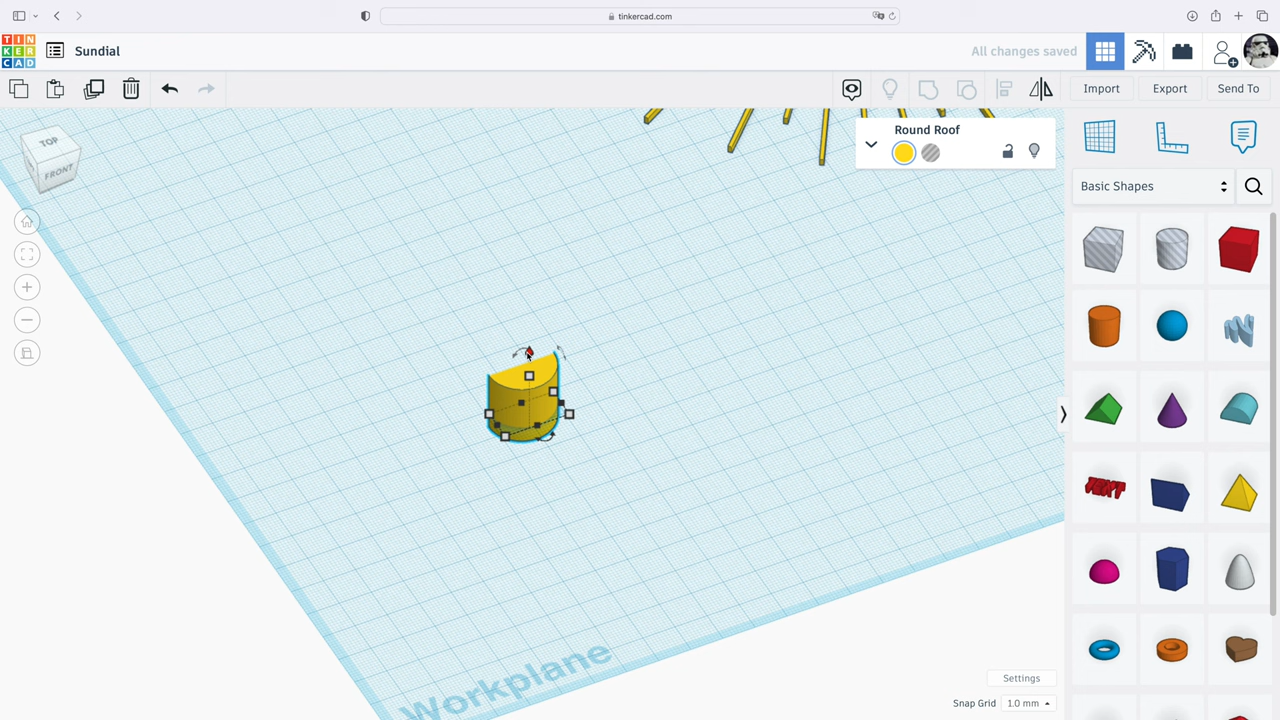 tinkercad.com
TIN
KER
CAD
Sundial
All changes saved
Import
Export
Send To
TOP
FRONT
Round Roof
Basic Shapes
TEXT
Workplane
Settings
Snap Grid
1.0 mm